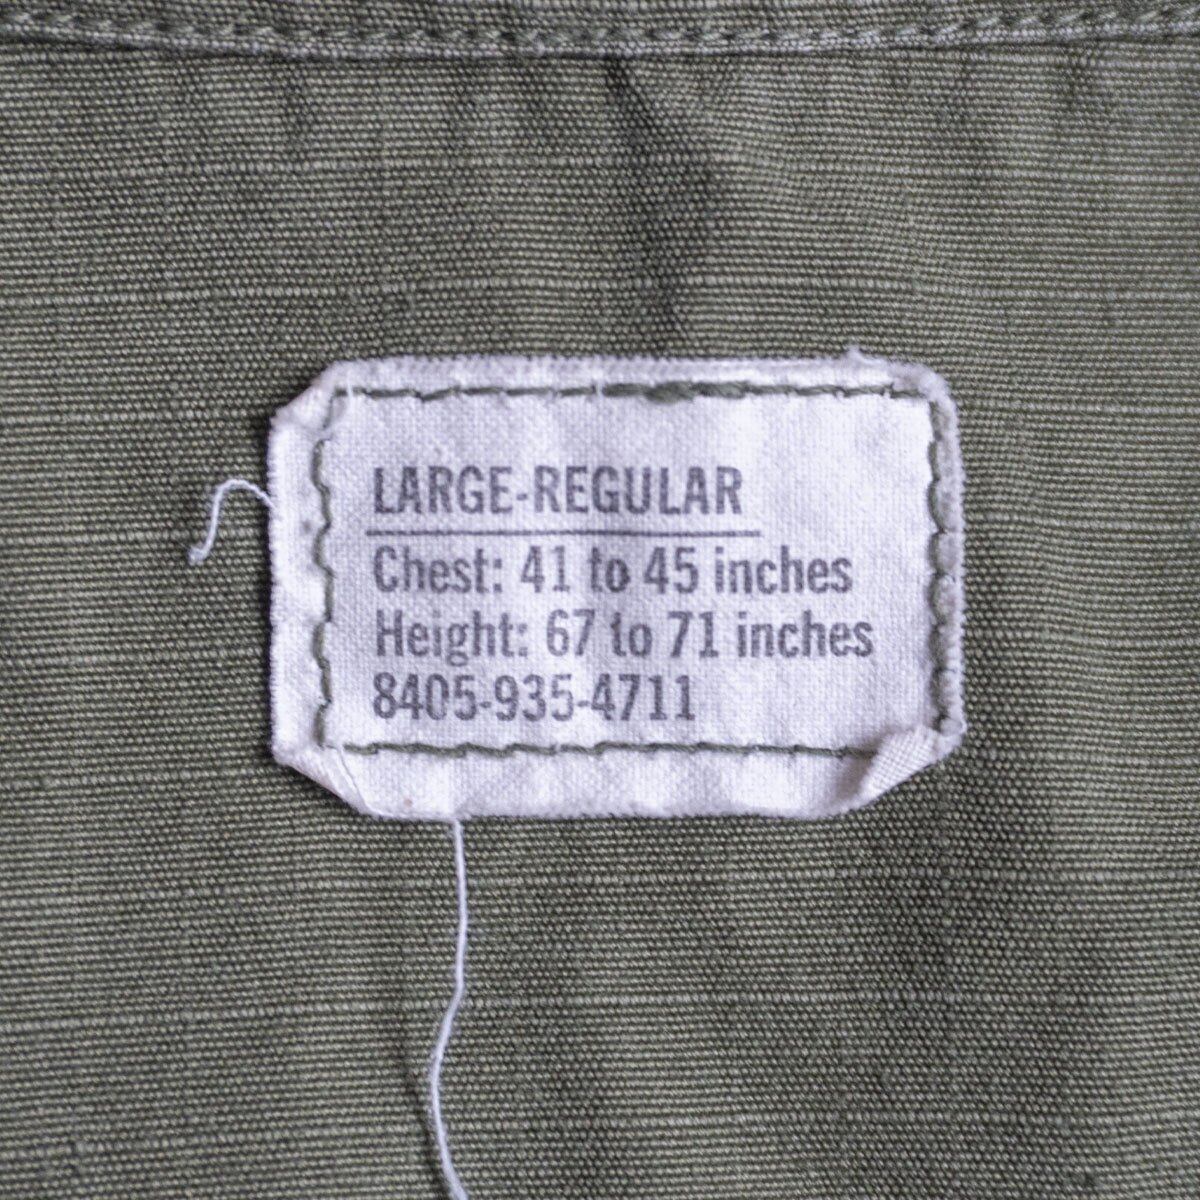 LARGE-REGULAR
Chest: 41 to 45 inches
Height: 67 to 71 inches
8405-935-4711